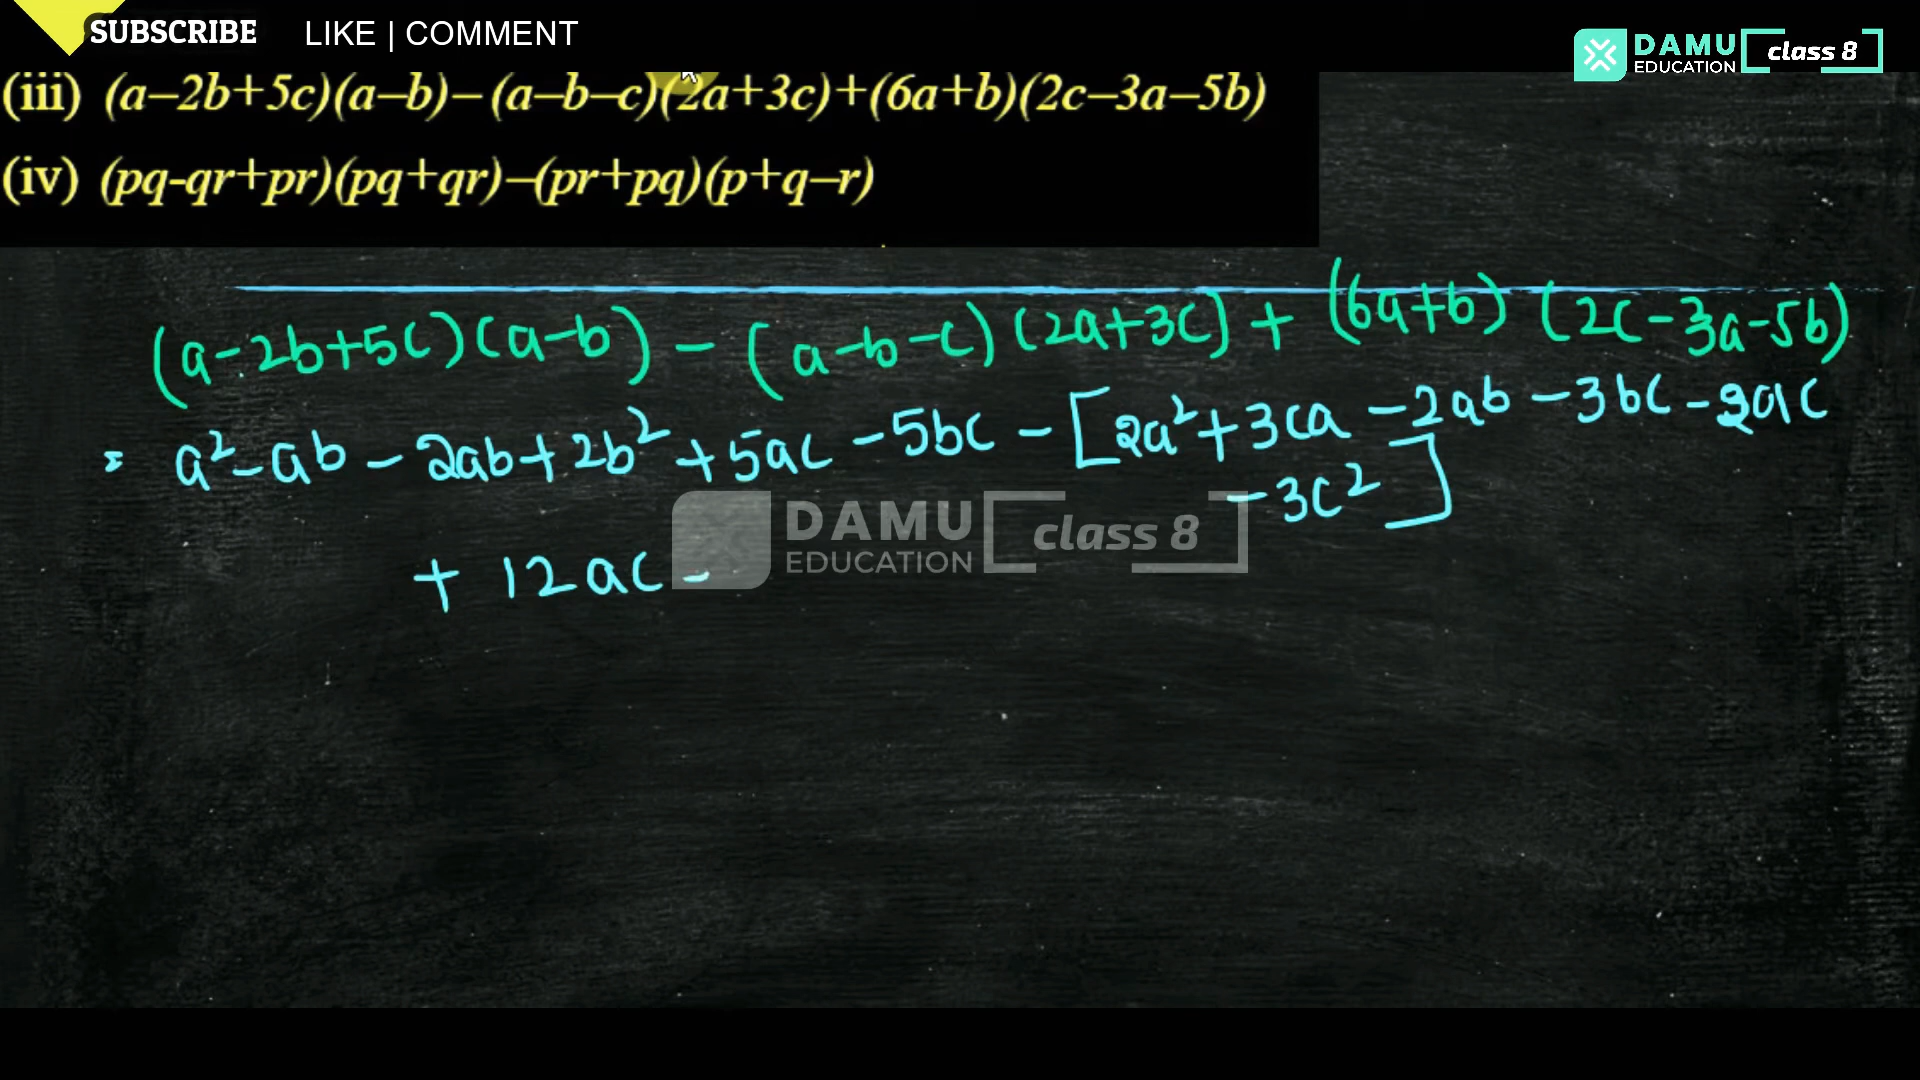 SUBSCRIBE LIKE | COMMENT
DAMU EDUCATION class 8
(iii) (a–2b+5c)(a–b)–(a–b–c)(2a+3c)+(6a+b)(2c–3a–5b)
(iv) (pq-qr+pr)(pq+qr)–(pr+pq)(p+q–r)
(a-2b+5c)(a-b) - (a-b-c)(2a+3c) + (6a+b) (2c-3a-5b)
= a²-ab - 2ab+2b²+5ac -5bc - [2a²+3ca -2ab -3bc -2ac
-3c²]
DAMU EDUCATION class 8
+ 12ac -